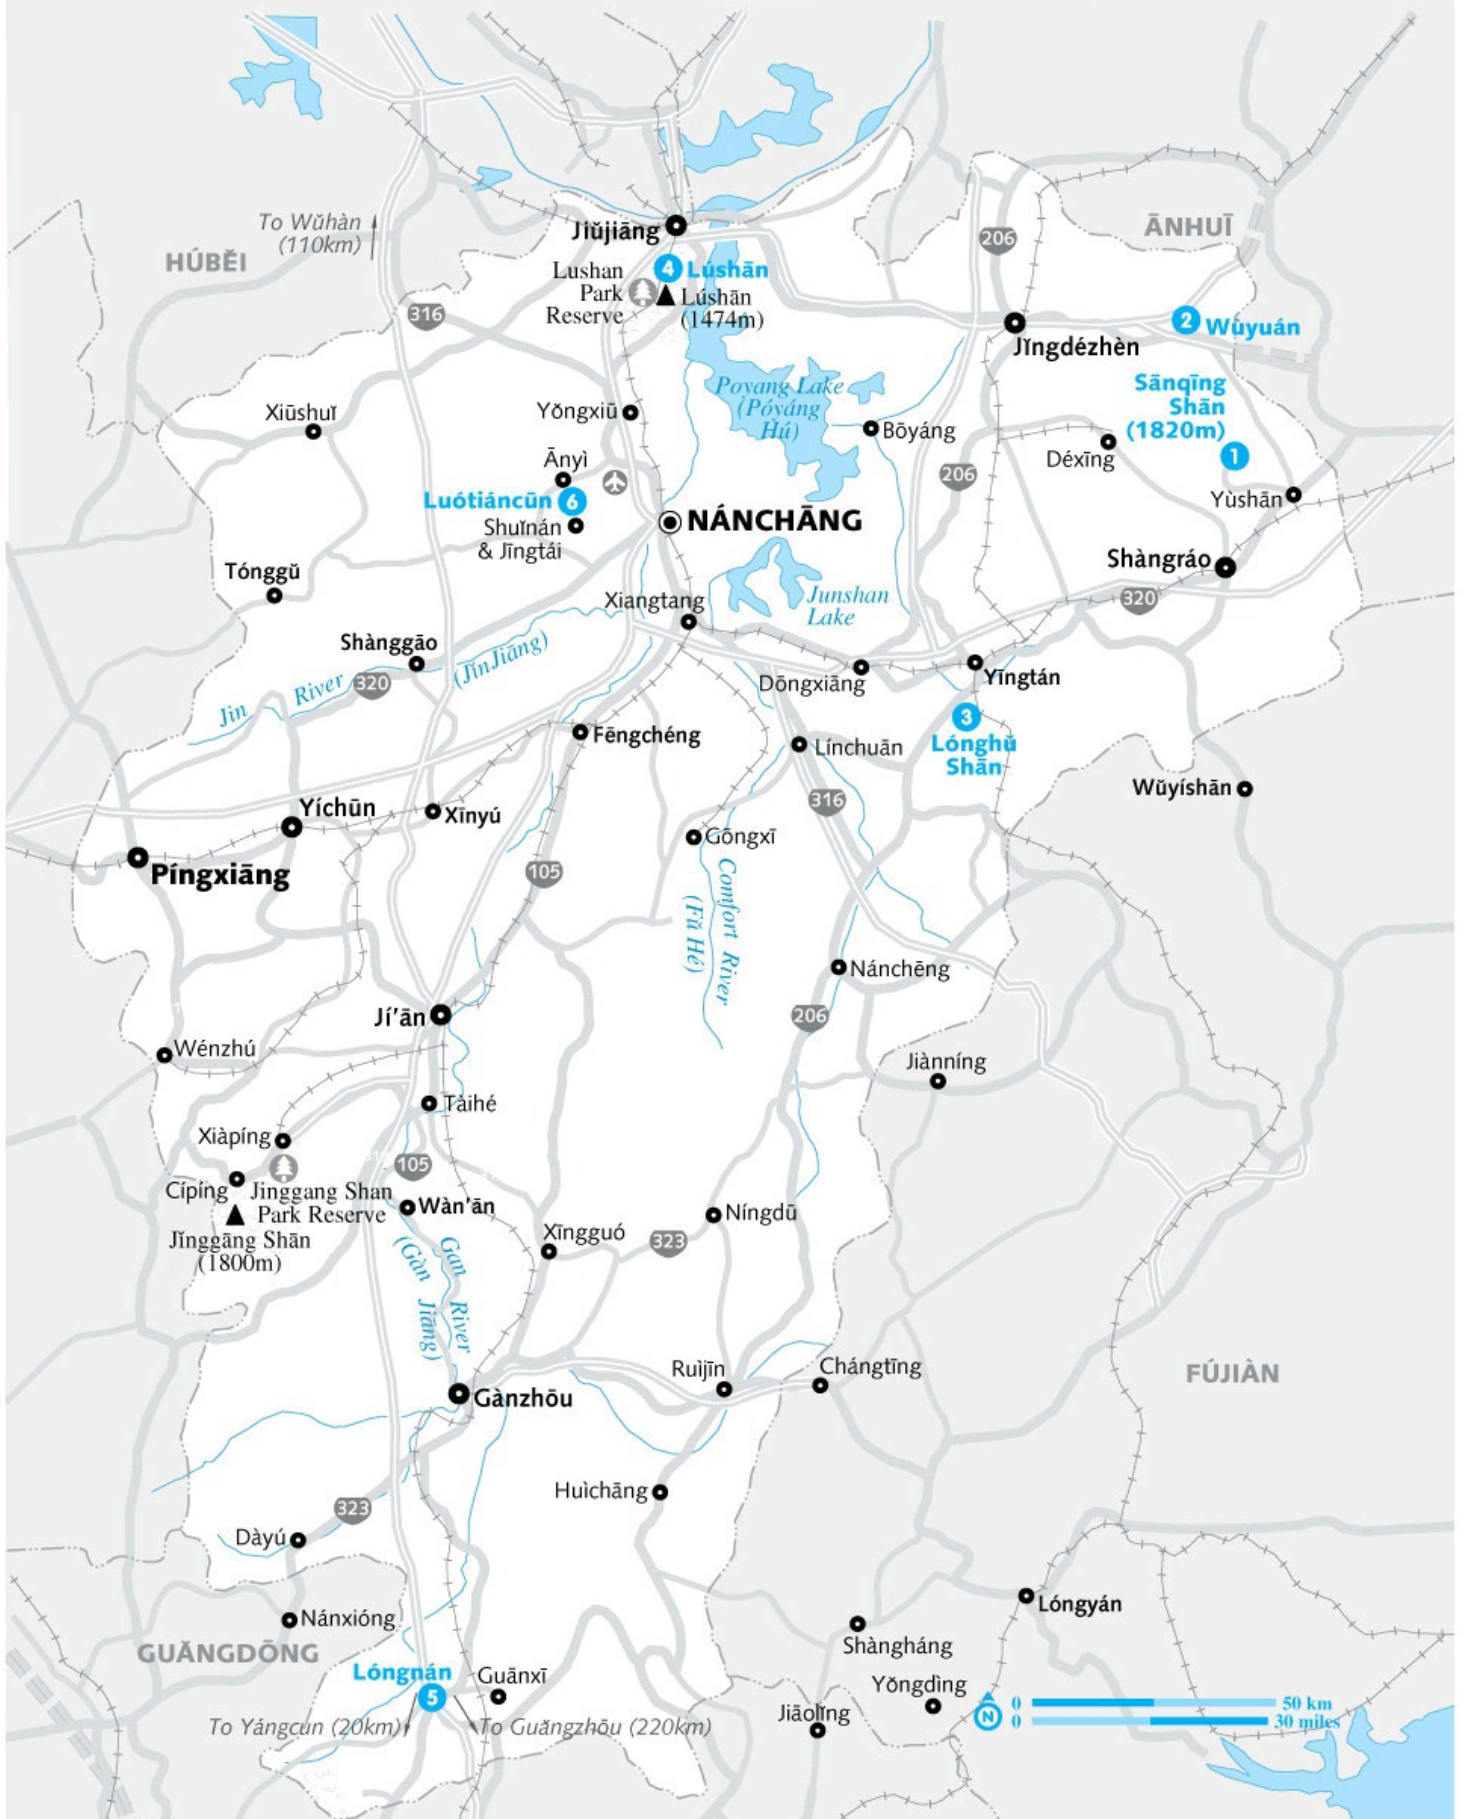 To Wǔhàn
(110km)
HÚBĚI
ĀNHUĪ
Jiǔjiāng
206
4 Lúshān
Lushan
Park
Reserve
Lúshān
(1474m)
316
2 Wùyuán
Jǐngdézhèn
Sānqīng
Shān
(1820m)
1
Poyang Lake
(Póyáng
Hú)
Xiūshuǐ
Yǒngxiū
Bōyáng
Déxīng
Ānyì
206
Luótiáncūn 6
Yùshān
Shuǐnán
& Jīngtái
NÁNCHĀNG
Shàngráo
Tónggǔ
Junshan
Lake
Xiangtang
320
Shànggāo
(JǐnJiāng)
320
Jin River
Dōngxiāng
Yīngtán
3
Lónghǔ
Shān
Fēngchéng
Línchuān
Wǔyíshān
316
Yíchūn
Xīnyú
Gōngxī
Píngxiāng
105
Comfort River
(Fǔ Hé)
Nánchēng
Jí'ān
206
Wénzhú
Jiànníng
Tàihé
Xiàpíng
105
Cípíng
Jinggang Shan
Park Reserve
Wàn'ān
Jǐnggāng Shān
(1800m)
Níngdū
Xīngguó
323
Gan River
(Gàn Jiāng)
Ruìjīn
Chángtīng
FÚJIÀN
Gànzhōu
Huìchāng
323
Dàyú
Lóngyán
Nánxióng
Shàngháng
GUǍNGDŌNG
Lóngnán
5
Guānxī
Yǒngdìng
To Yángcun (20km)
To Guǎngzhōu (220km)
Jiāolǐng
N
0 50 km
0 30 miles